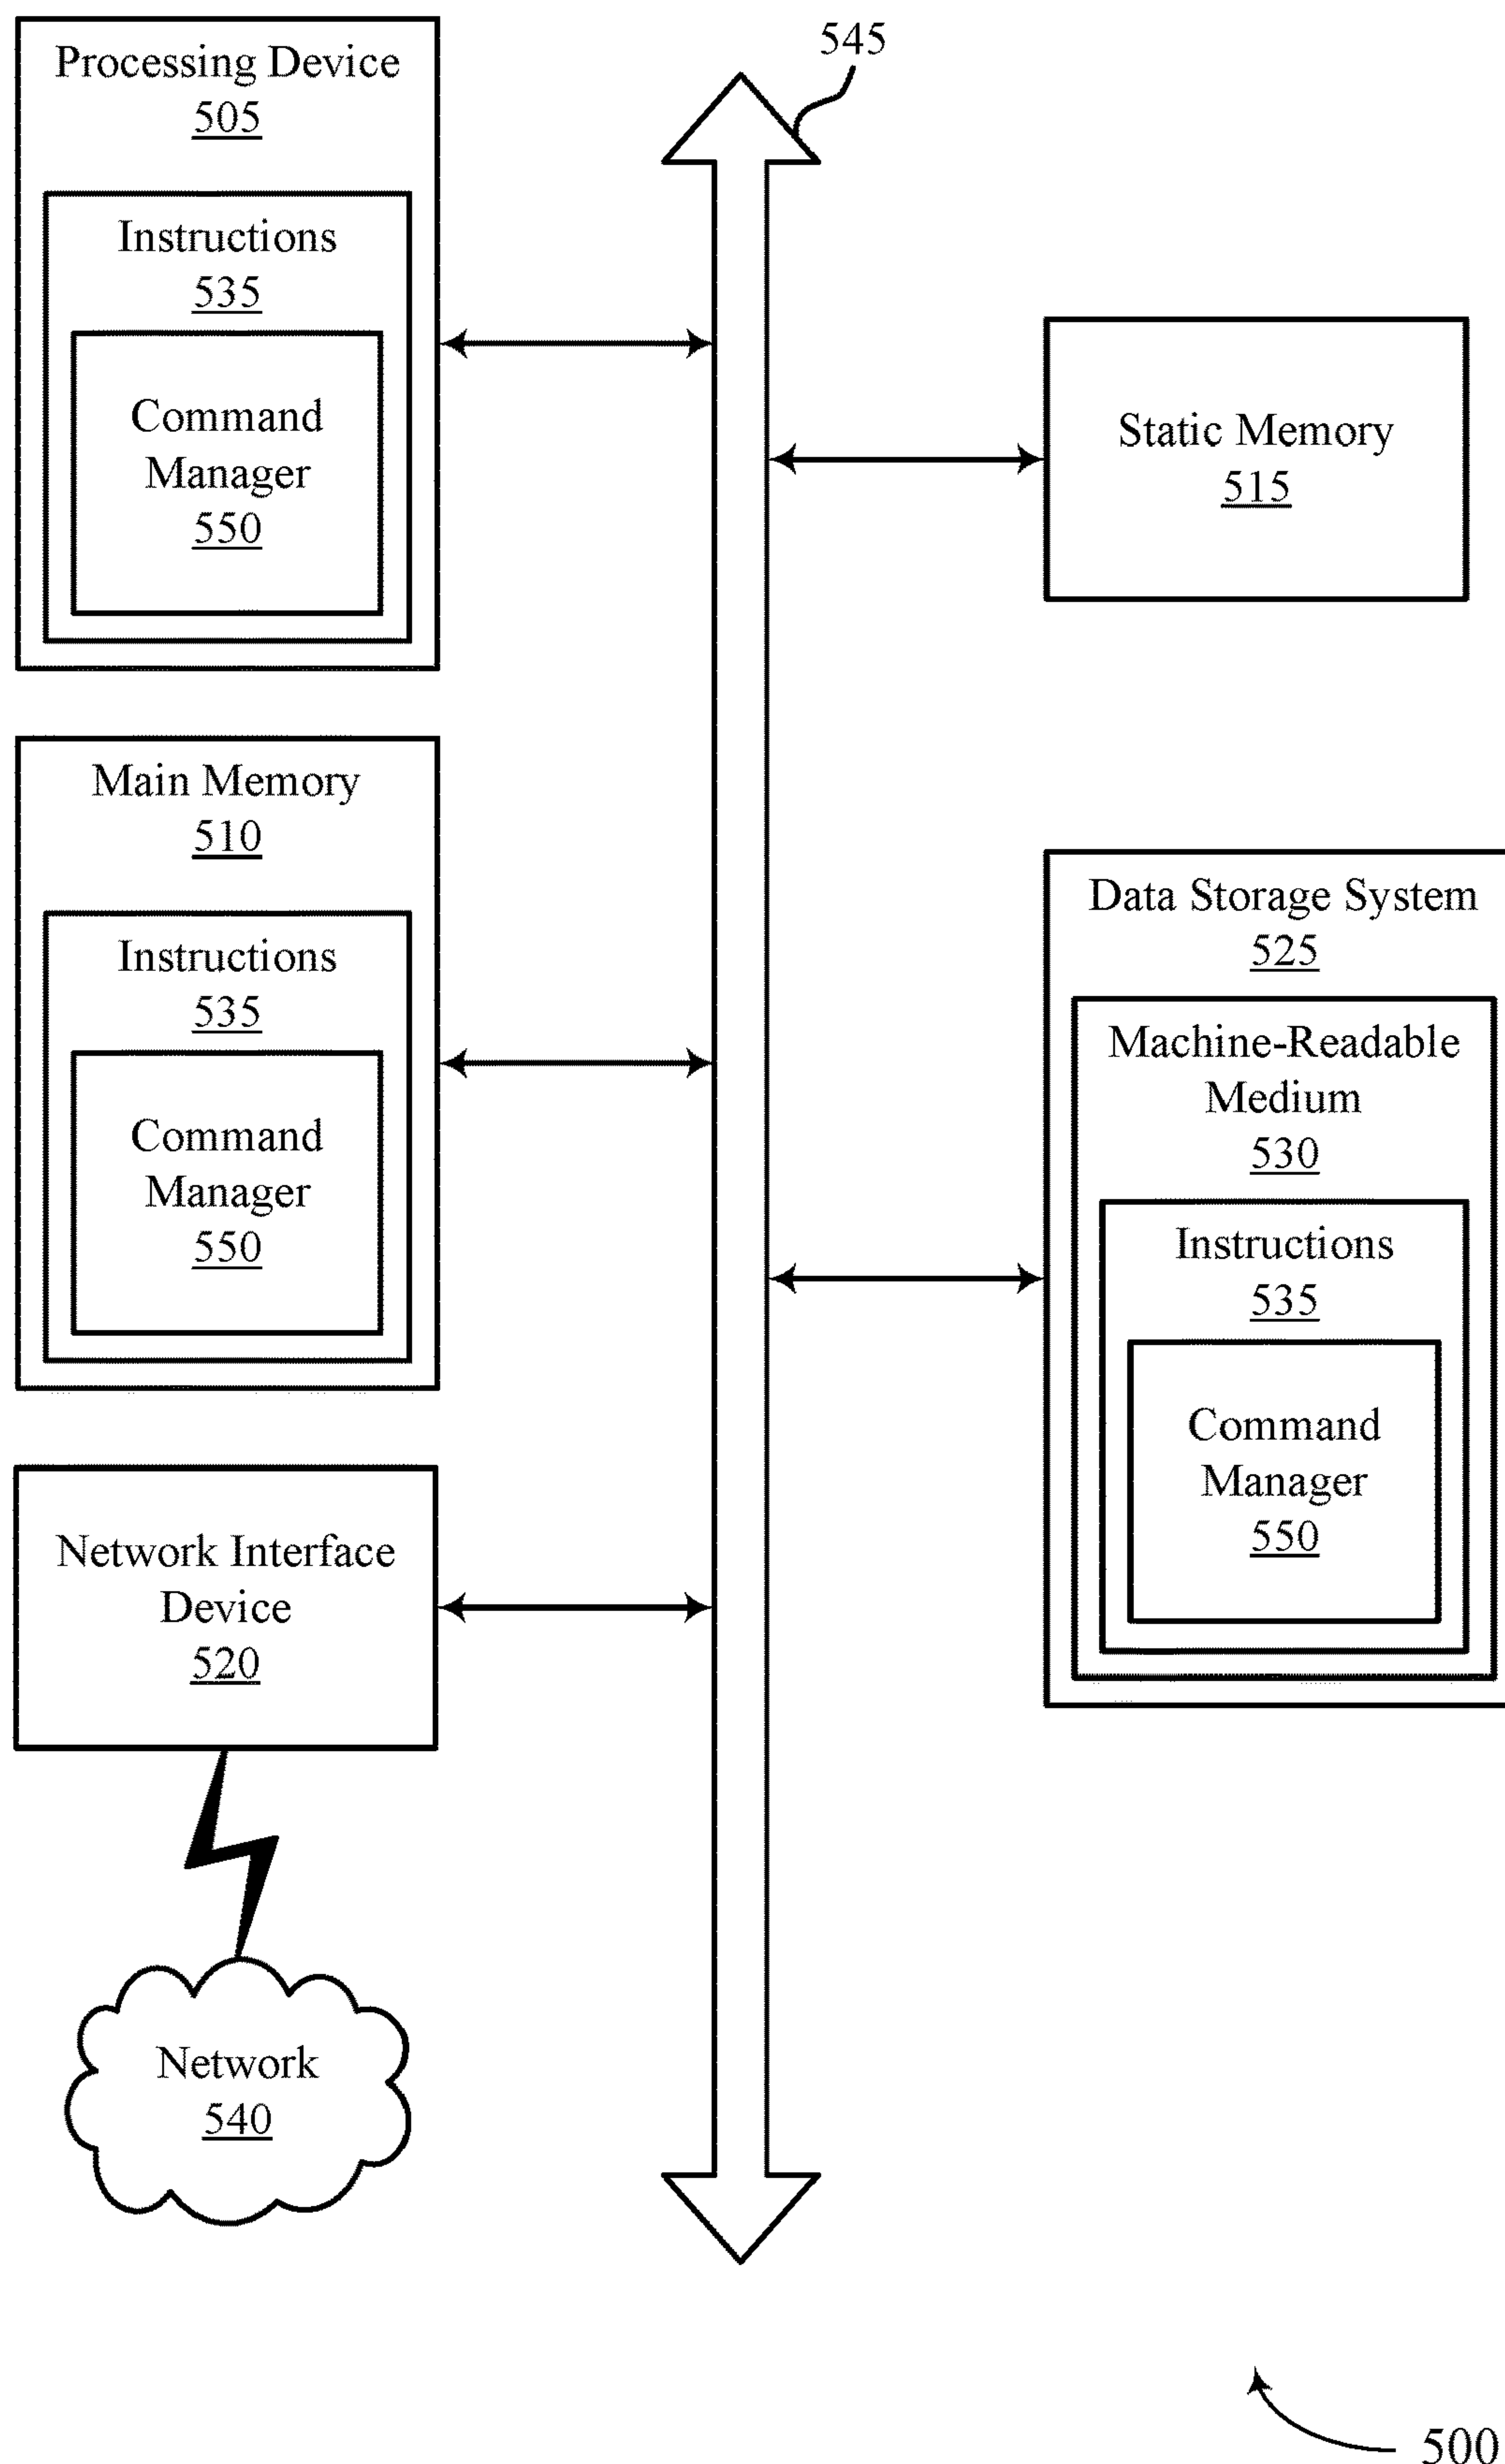 Processing Device
505
Instructions
535
Command
Manager
550
545
Static Memory
515
Main Memory
510
Instructions
535
Command
Manager
550
Data Storage System
525
Machine-Readable
Medium
530
Instructions
535
Command
Manager
550
Network Interface
Device
520
Network
540
500